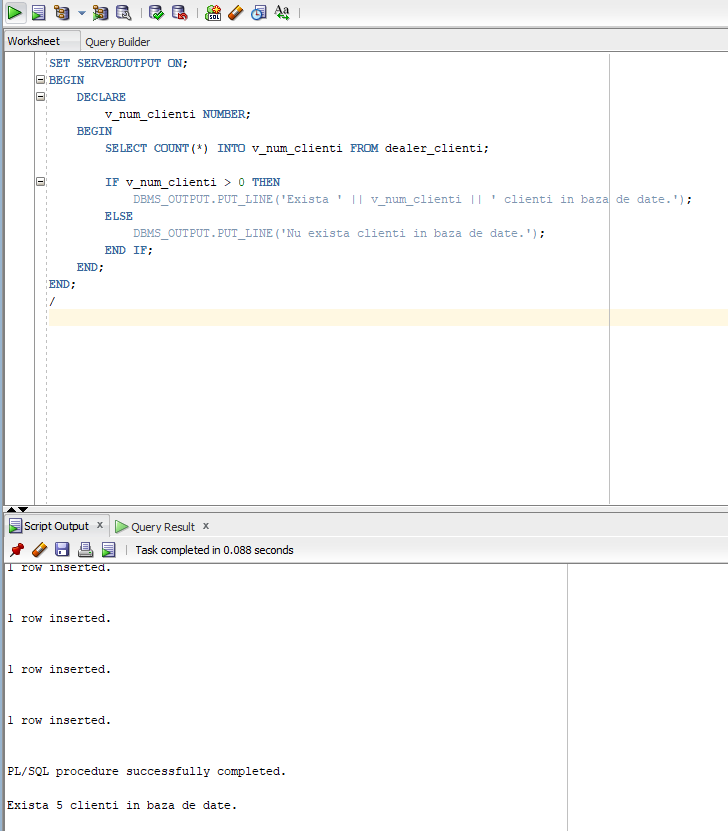 SQL
Aa
Worksheet
Query Builder
SET SERVEROUTPUT ON;
BEGIN
    DECLARE
        v_num_clienti NUMBER;
    BEGIN
        SELECT COUNT(*) INTO v_num_clienti FROM dealer_clienti;
        IF v_num_clienti > 0 THEN
            DBMS_OUTPUT.PUT_LINE('Exista ' || v_num_clienti || ' clienti in baza de date.');
        ELSE
            DBMS_OUTPUT.PUT_LINE('Nu exista clienti in baza de date.');
        END IF;
    END;
END;
/
Script Output x
Query Result x
Task completed in 0.088 seconds
1 row inserted.
1 row inserted.
1 row inserted.
1 row inserted.
PL/SQL procedure successfully completed.
Exista 5 clienti in baza de date.